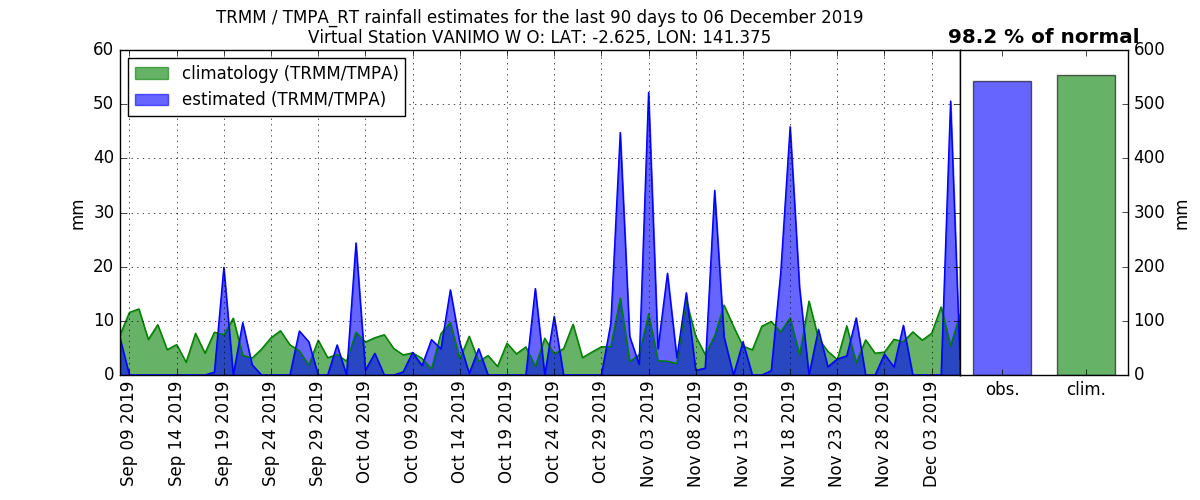 TRMM / TMPA_RT rainfall estimates for the last 90 days to 06 December 2019
Virtual Station VANIMO W O: LAT: -2.625, LON: 141.375
98.2 % of normal
climatology (TRMM/TMPA)
estimated (TRMM/TMPA)
60
50
40
30
20
10
0
mm
600
500
400
300
200
100
0
mm
Sep 09 2019
Sep 14 2019
Sep 19 2019
Sep 24 2019
Sep 29 2019
Oct 04 2019
Oct 09 2019
Oct 14 2019
Oct 19 2019
Oct 24 2019
Oct 29 2019
Nov 03 2019
Nov 08 2019
Nov 13 2019
Nov 18 2019
Nov 23 2019
Nov 28 2019
Dec 03 2019
obs.
clim.